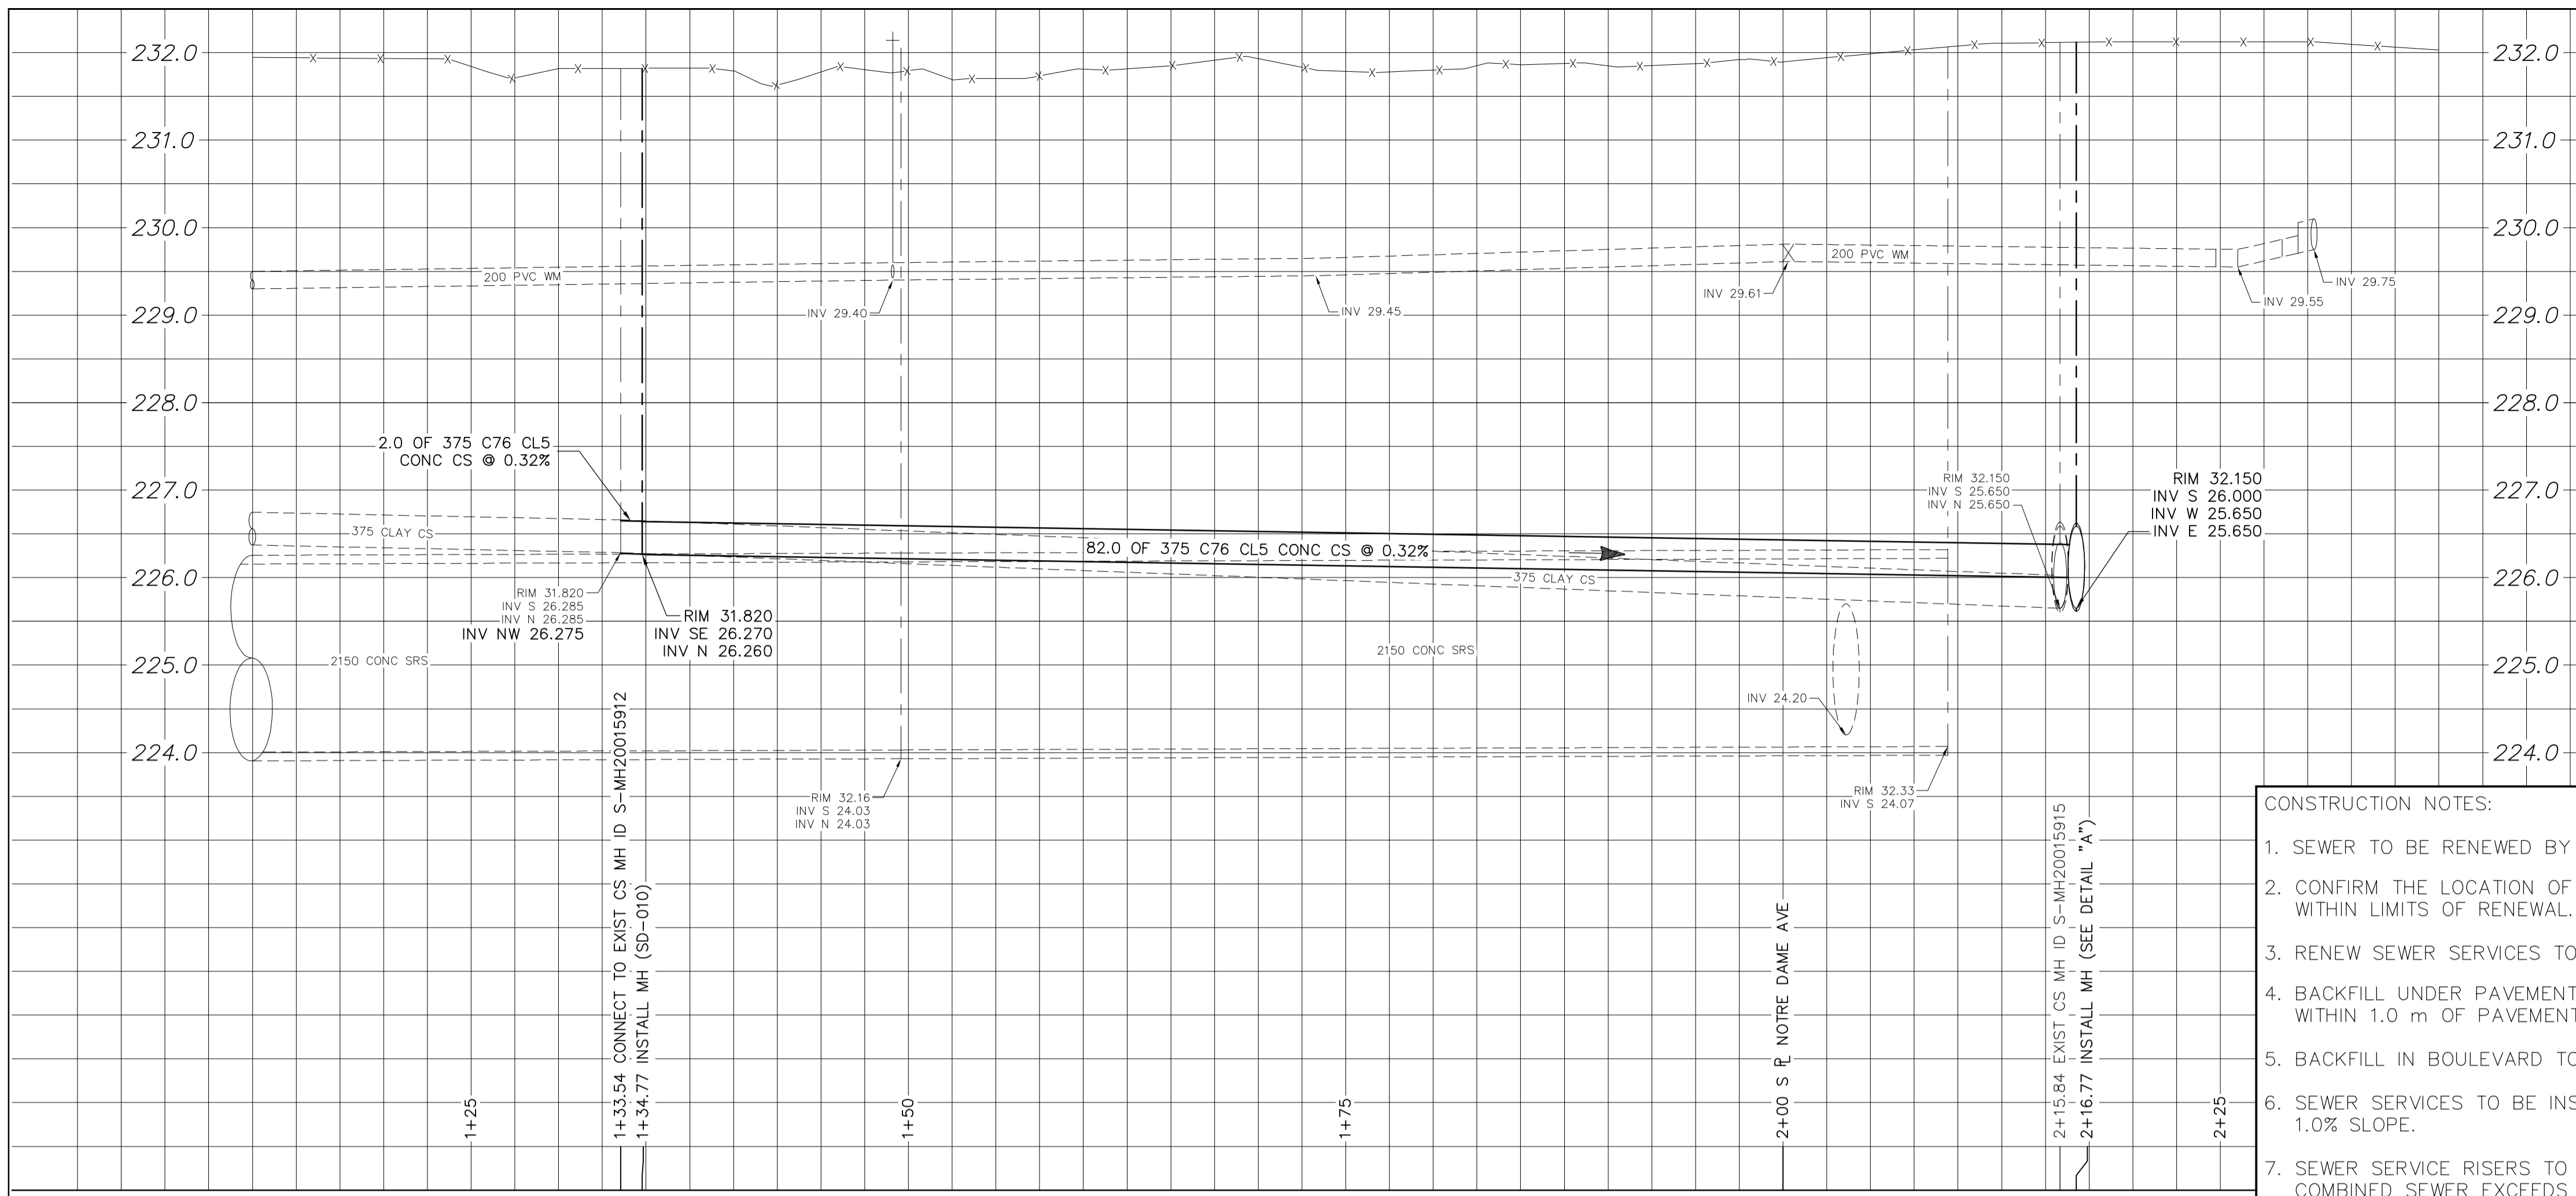 232.0
232.0
231.0
231.0
230.0
230.0
200 PVC WM
200 PVC WM
INV 29.40
INV 29.45
INV 29.61
INV 29.55
INV 29.75
229.0
229.0
228.0
228.0
2.0 OF 375 C76 CL5
CONC CS @ 0.32%
227.0
227.0
RIM 32.150
INV S 25.650
INV N 25.650
RIM 32.150
INV S 26.000
INV W 25.650
INV E 25.650
375 CLAY CS
82.0 OF 375 C76 CL5 CONC CS @ 0.32%
375 CLAY CS
226.0
226.0
RIM 31.820
INV S 26.285
INV N 26.285
INV NW 26.275
RIM 31.820
INV SE 26.270
INV N 26.260
2150 CONC SRS
2150 CONC SRS
225.0
225.0
INV 24.20
224.0
224.0
RIM 32.16
INV S 24.03
INV N 24.03
RIM 32.33
INV S 24.07
1+25
1+33.54 CONNECT TO EXIST CS MH ID S-MH20015912
1+34.77 INSTALL MH (SD-010)
1+50
1+75
2+00 S PL NOTRE DAME AVE
2+15.84 EXIST CS MH ID S-MH20015915
2+16.77 INSTALL MH (SEE DETAIL "A")
2+25
CONSTRUCTION NOTES:
1. SEWER TO BE RENEWED BY
2. CONFIRM THE LOCATION OF
WITHIN LIMITS OF RENEWAL.
3. RENEW SEWER SERVICES TO
4. BACKFILL UNDER PAVEMENT
WITHIN 1.0 m OF PAVEMENT
5. BACKFILL IN BOULEVARD TO
6. SEWER SERVICES TO BE INS
1.0% SLOPE.
7. SEWER SERVICE RISERS TO
COMBINED SEWER EXCEEDS